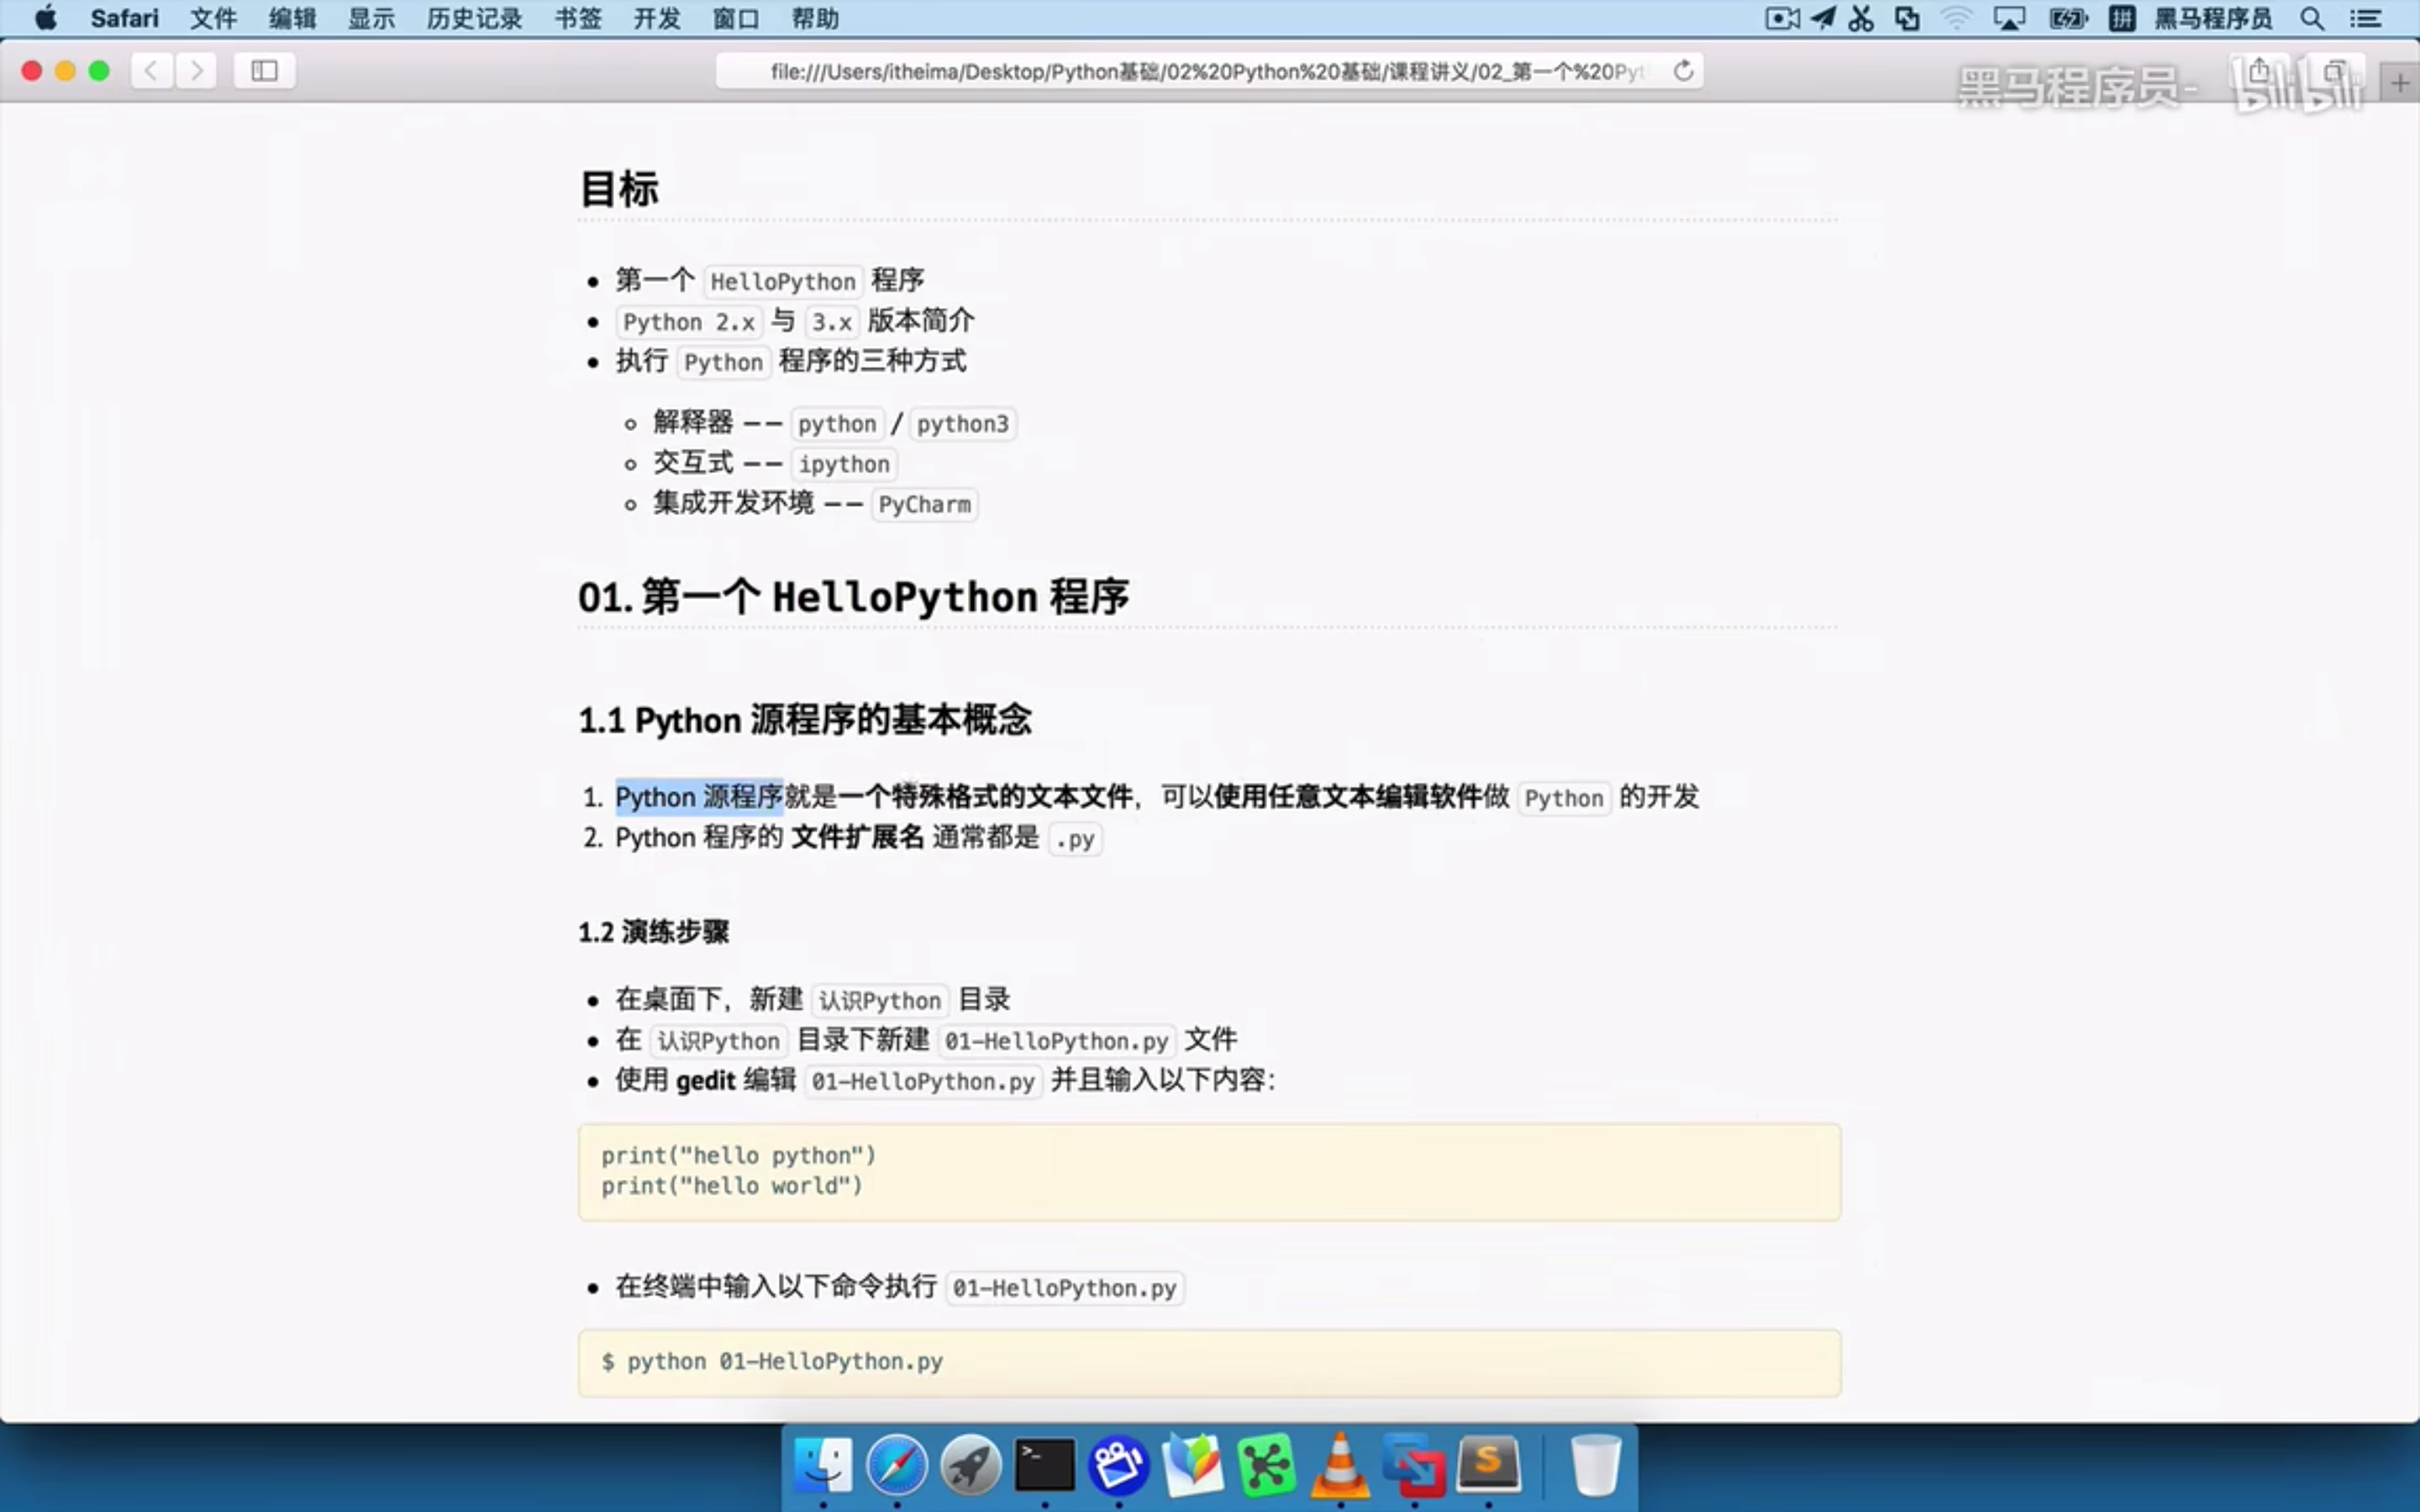 Safari 文件 编辑 显示 历史记录 书签 开发 窗口 帮助 拼 黑马程序员
file:///Users/itheima/Desktop/Python基础/02%20Python%20基础/课程讲义/02_第一个%20Pyt
黑马程序员- bilibili
目标
• 第一个 HelloPython 程序
• Python 2.x 与 3.x 版本简介
• 执行 Python 程序的三种方式
◦ 解释器 —— python / python3
◦ 交互式 —— ipython
◦ 集成开发环境 —— PyCharm
01. 第一个 HelloPython 程序
1.1 Python 源程序的基本概念
1. Python 源程序就是一个特殊格式的文本文件，可以使用任意文本编辑软件做 Python 的开发
2. Python 程序的 文件扩展名 通常都是 .py
1.2 演练步骤
• 在桌面下，新建 认识Python 目录
• 在 认识Python 目录下新建 01-HelloPython.py 文件
• 使用 gedit 编辑 01-HelloPython.py 并且输入以下内容：
print("hello python")
print("hello world")
• 在终端中输入以下命令执行 01-HelloPython.py
$ python 01-HelloPython.py